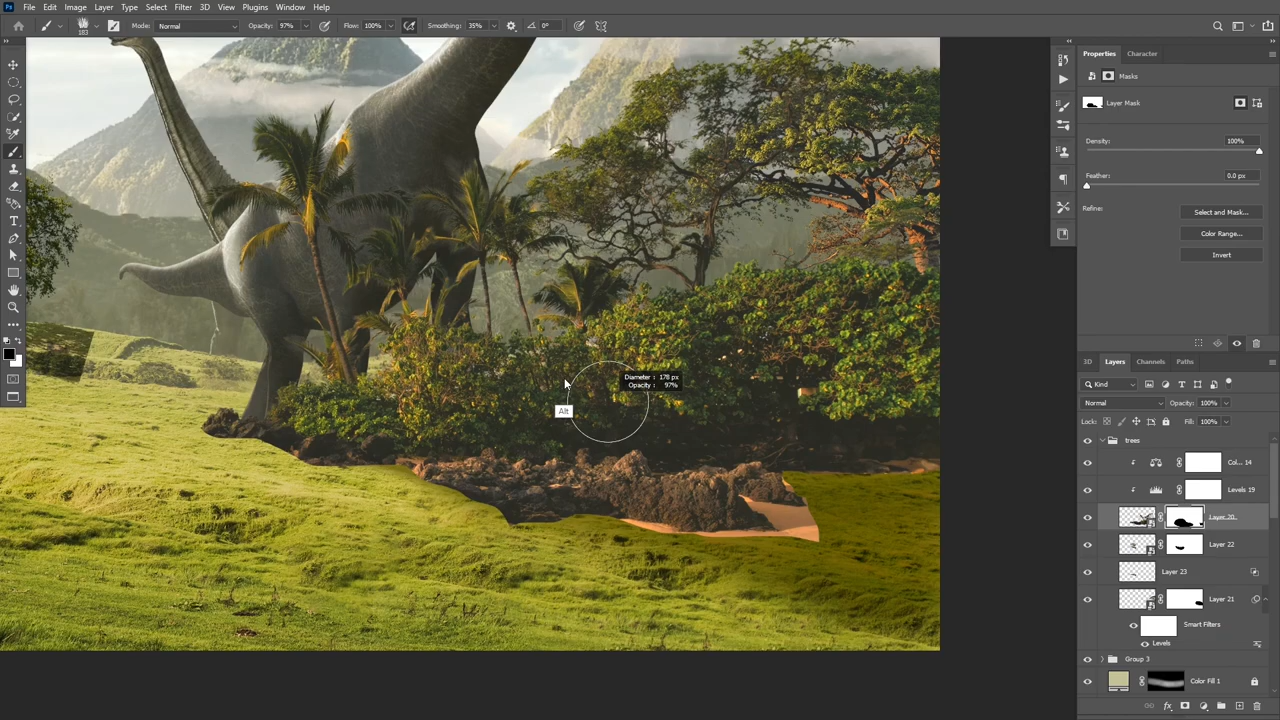 Ps File Edit Image Layer Type Select Filter 3D View Plugins Window Help
183 Mode: Normal Opacity: 97% Flow: 100% Smoothing: 35% 0°
Properties Character
Masks
Layer Mask
Density: 100%
Feather: 0.0 px
Refine:
Select and Mask...
Color Range...
Invert
Diameter : 178 px
Opacity : 97%
Alt
3D Layers Channels Paths
Kind
Normal Opacity: 100%
Lock: Fill: 100%
trees
Col... 14
Levels 19
Layer 20
Layer 22
Layer 23
Layer 21
Smart Filters
Levels
Group 3
Color Fill 1
fx